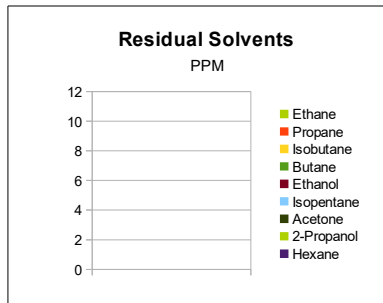 Residual Solvents
PPM
12
10
8
6
4
2
0
Ethane
Propane
Isobutane
Butane
Ethanol
Isopentane
Acetone
2-Propanol
Hexane